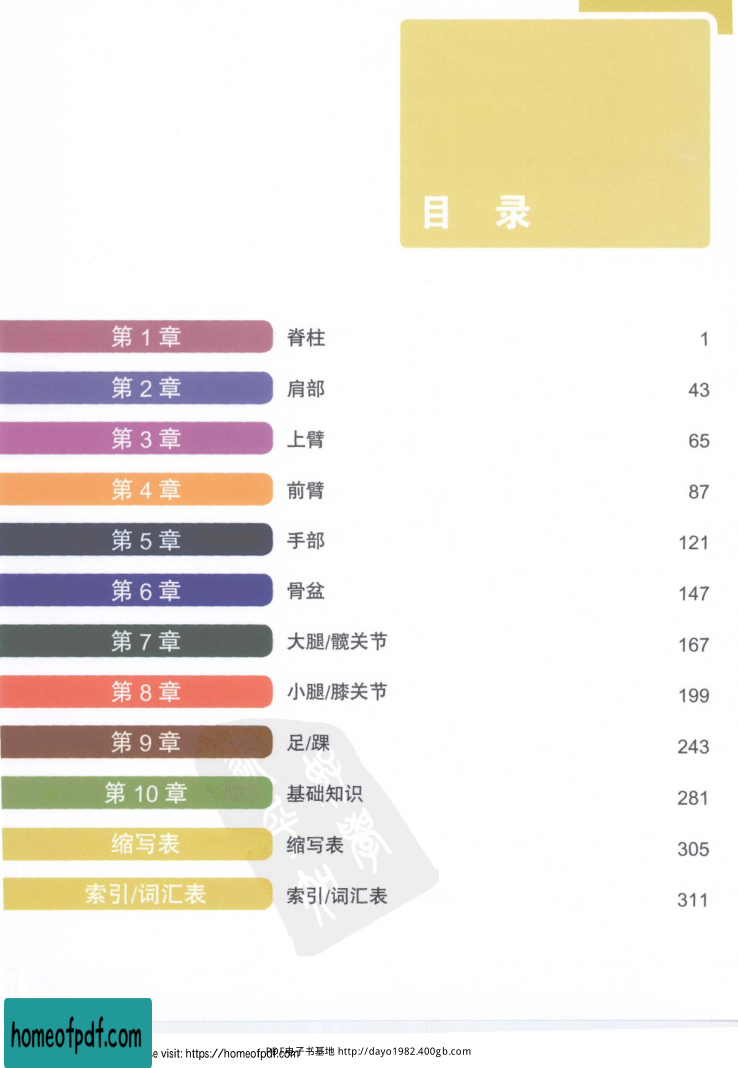 目 录
第 1 章 脊柱 1
第 2 章 肩部 43
第 3 章 上臂 65
第 4 章 前臂 87
第 5 章 手部 121
第 6 章 骨盆 147
第 7 章 大腿/髋关节 167
第 8 章 小腿/膝关节 199
第 9 章 足/踝 243
第 10 章 基础知识 281
缩写表 缩写表 305
索引/词汇表 索引/词汇表 311
homeofpdf.com
e visit: https://homeofpdf.com
PDF电子书基地 http://dayo1982.400gb.com